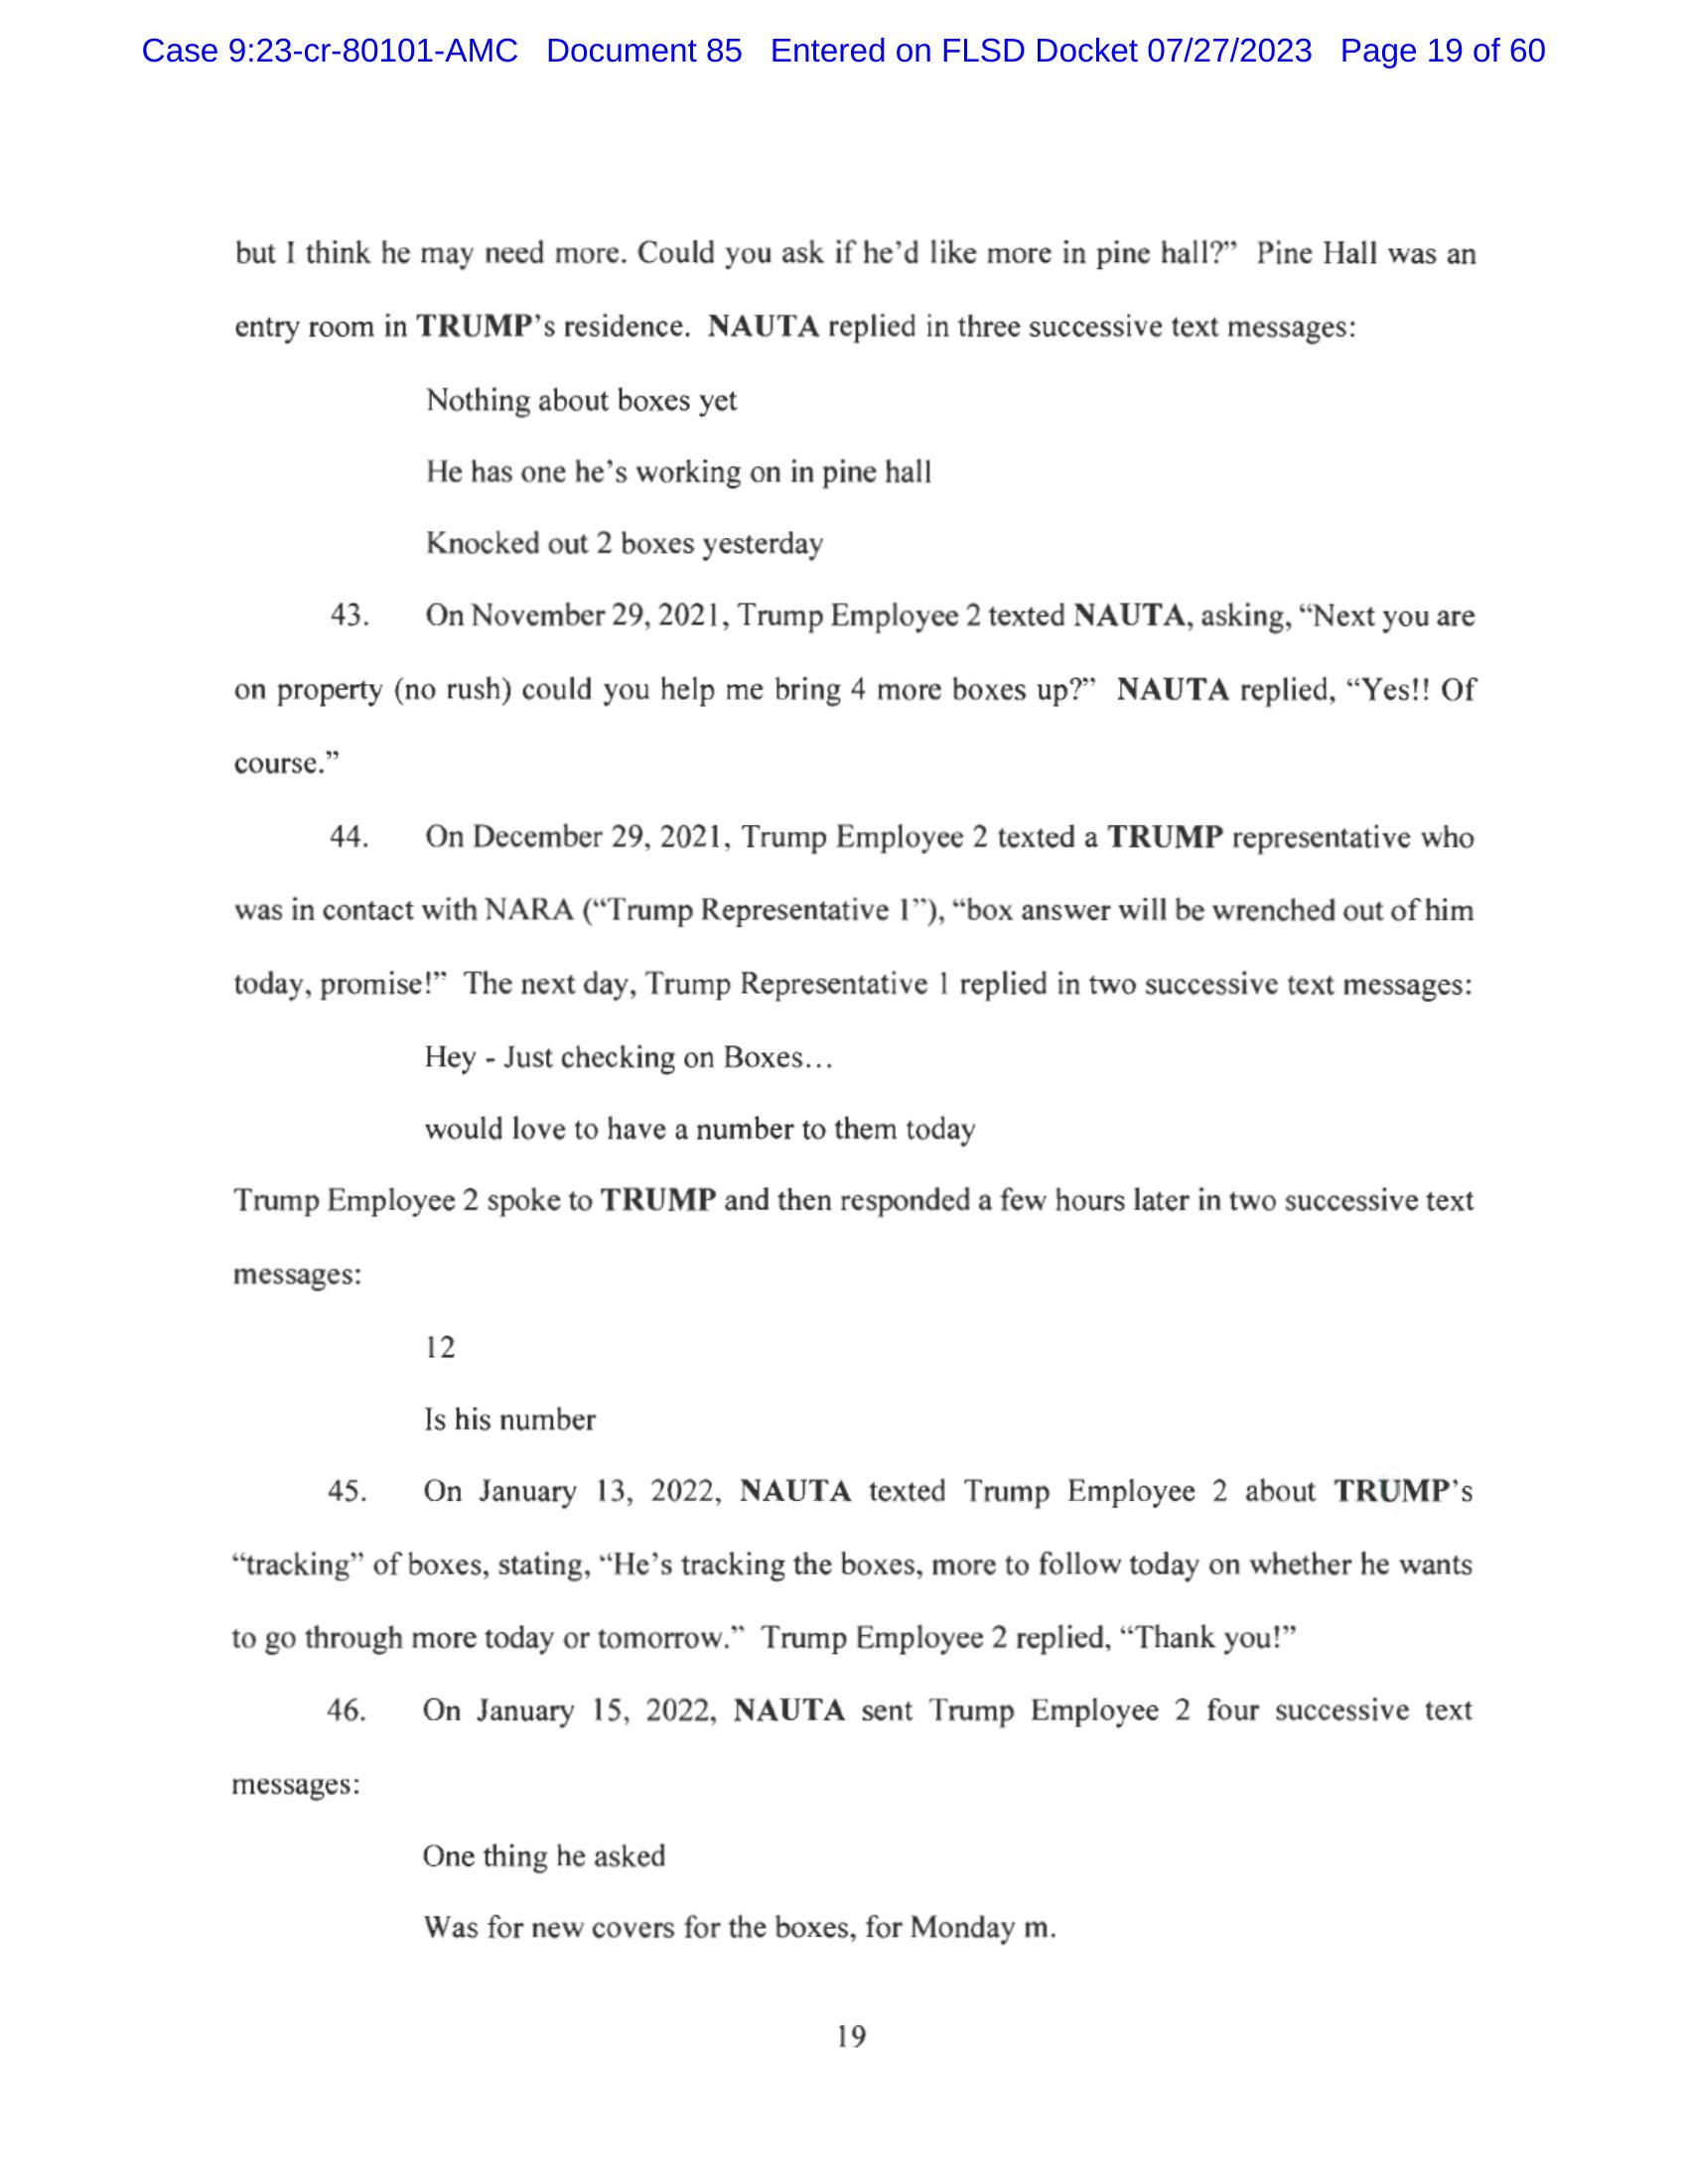 Case 9:23-cr-80101-AMC Document 85 Entered on FLSD Docket 07/27/2023 Page 19 of 60
but I think he may need more. Could you ask if he’d like more in pine hall?” Pine Hall was an
entry room in TRUMP’s residence. NAUTA replied in three successive text messages:
Nothing about boxes yet
He has one he’s working on in pine hall
Knocked out 2 boxes yesterday
43. On November 29, 2021, Trump Employee 2 texted NAUTA, asking, “Next you are
on property (no rush) could you help me bring 4 more boxes up?” NAUTA replied, “Yes!! Of
course.”
44. On December 29, 2021, Trump Employee 2 texted a TRUMP representative who
was in contact with NARA (“Trump Representative 1”), “box answer will be wrenched out of him
today, promise!” The next day, Trump Representative 1 replied in two successive text messages:
Hey - Just checking on Boxes…
would love to have a number to them today
Trump Employee 2 spoke to TRUMP and then responded a few hours later in two successive text
messages:
12
Is his number
45. On January 13, 2022, NAUTA texted Trump Employee 2 about TRUMP’s
“tracking” of boxes, stating, “He’s tracking the boxes, more to follow today on whether he wants
to go through more today or tomorrow.” Trump Employee 2 replied, “Thank you!”
46. On January 15, 2022, NAUTA sent Trump Employee 2 four successive text
messages:
One thing he asked
Was for new covers for the boxes, for Monday m.
19